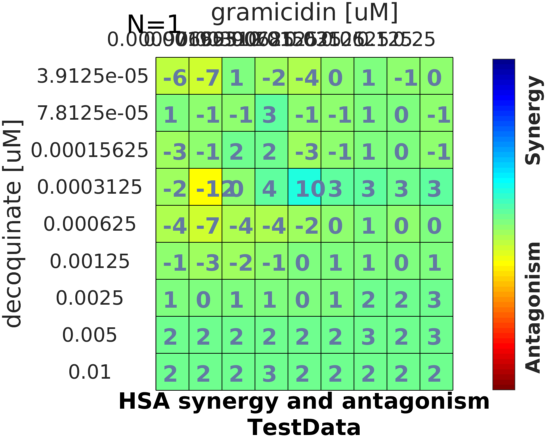 gramicidin [uM]
N=1
3.9125e-05 -6 -7 1 -2 -4 0 1 -1 0
7.8125e-05 1 -1 -1 3 -1 -1 1 0 -1
0.00015625 -3 -1 2 2 -3 -1 1 0 -1
0.0003125 -2 -12 0 4 10 3 3 3 3
0.000625 -4 -7 -4 -4 -2 0 1 0 0
0.00125 -1 -3 -2 -1 0 1 1 0 1
0.0025 1 0 1 1 0 1 2 2 3
0.005 2 2 2 2 2 2 3 2 3
0.01 2 2 2 3 2 2 2 2 2
decoquinate [uM]
Synergy
Antagonism
HSA synergy and antagonism
TestData